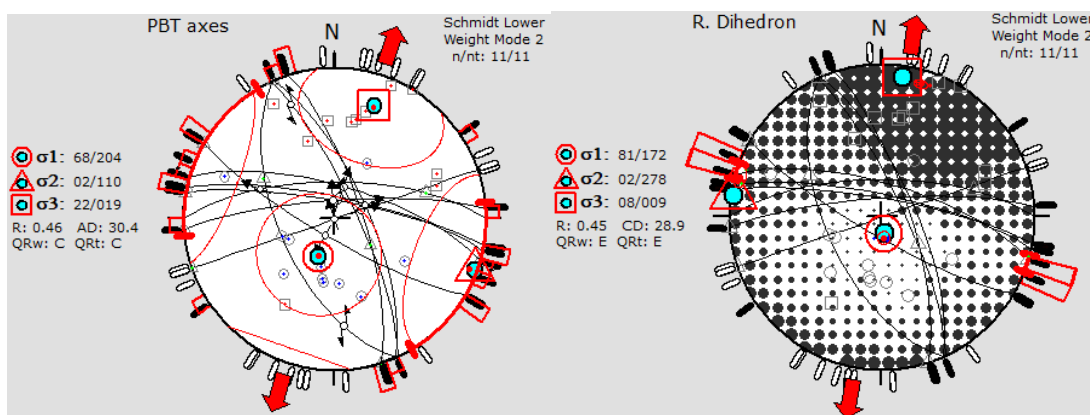 PBT axes
N
Schmidt Lower
Weight Mode 2
n/nt: 11/11
σ1: 68/204
σ2: 02/110
σ3: 22/019
R: 0.46 AD: 30.4
QRw: C QRt: C
R. Dihedron
N
Schmidt Lower
Weight Mode 2
n/nt: 11/11
σ1: 81/172
σ2: 02/278
σ3: 08/009
R: 0.45 CD: 28.9
QRw: E QRt: E